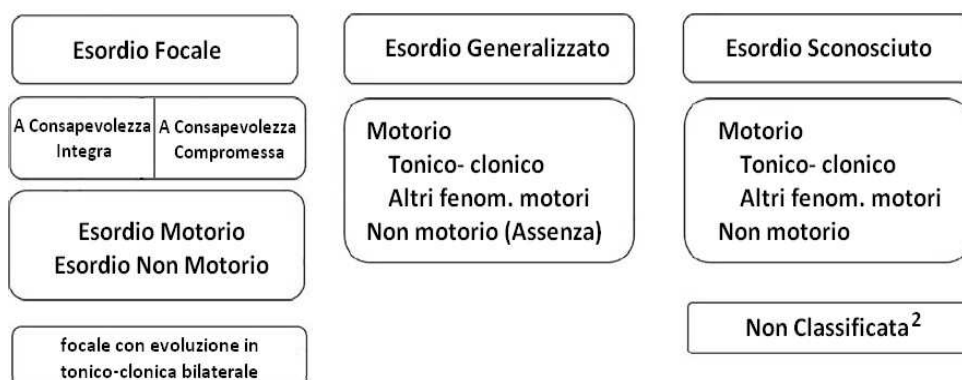 Esordio Focale
A Consapevolezza
Integra
A Consapevolezza
Compromessa
Esordio Motorio
Esordio Non Motorio
focale con evoluzione in
tonico-clonica bilaterale
Esordio Generalizzato
Motorio
Tonico- clonico
Altri fenom. motori
Non motorio (Assenza)
Esordio Sconosciuto
Motorio
Tonico- clonico
Altri fenom. motori
Non motorio
Non Classificata²